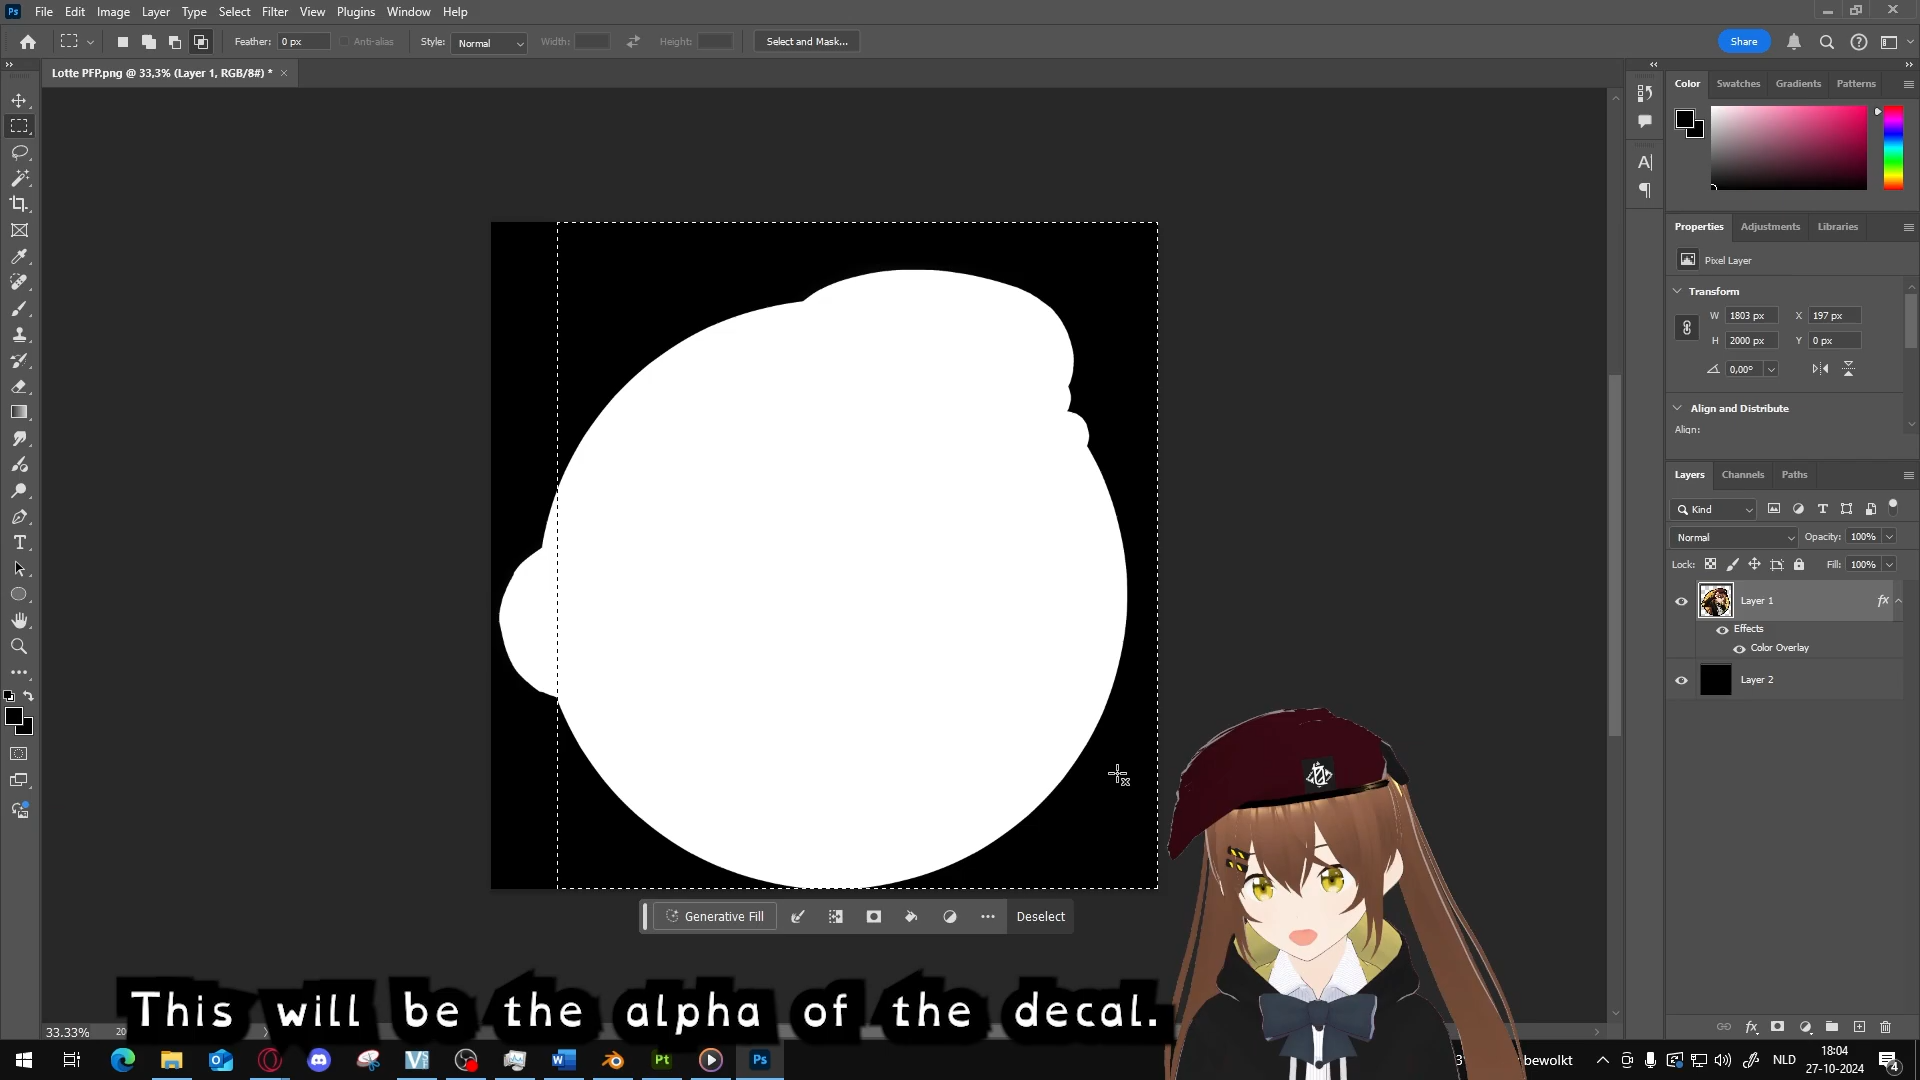 Ps File Edit Image Layer Type Select Filter View Plugins Window Help
Feather: 0 px Anti-alias Style: Normal Width: Height: Select and Mask... Share
Lotte PFP.png @ 33,3% (Layer 1, RGB/8#) *
Color Swatches Gradients Patterns
Properties Adjustments Libraries
Pixel Layer
Transform
W 1803 px X 197 px
H 2000 px Y 0 px
0,00°
Align and Distribute
Align:
Layers Channels Paths
Kind
Normal Opacity: 100%
Lock: Fill: 100%
Layer 1 fx
Effects
Color Overlay
Layer 2
Generative Fill Deselect
This will be the alpha of the decal.
33.33% 20
bewolkt NLD 18:04
27-10-2024
4